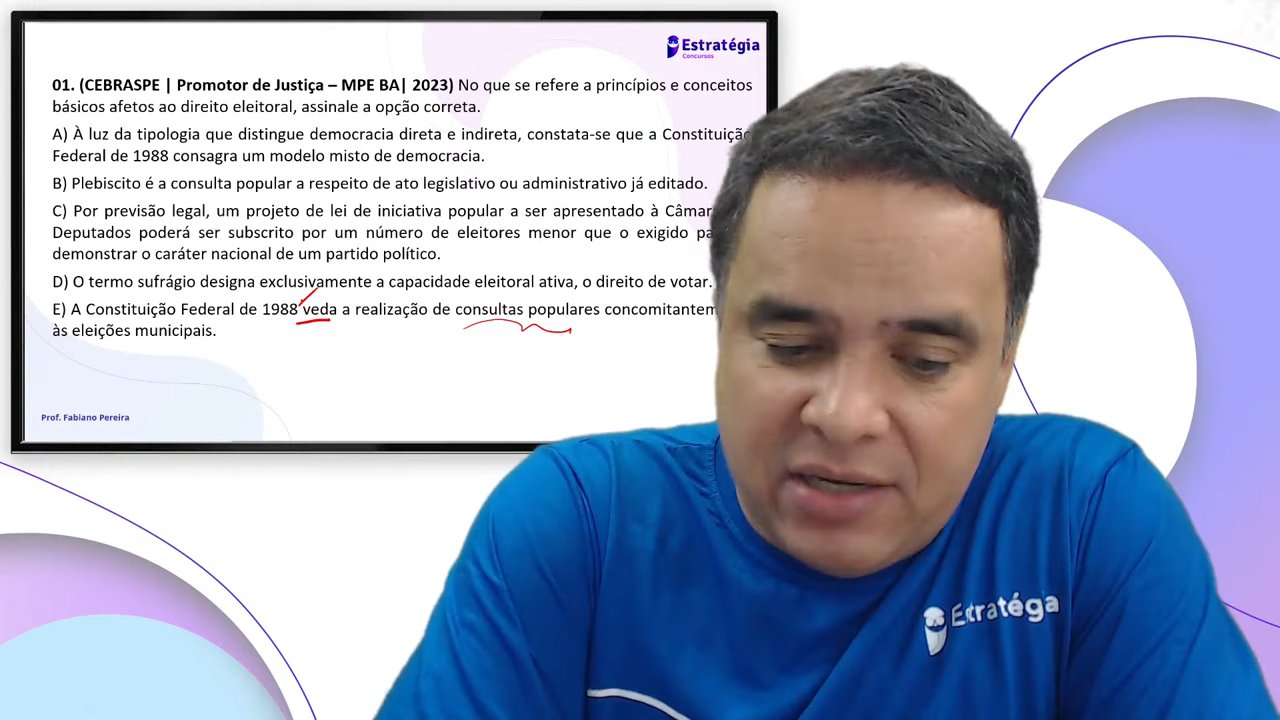 Estratégia
Concursos
01. (CEBRASPE | Promotor de Justiça – MPE BA| 2023) No que se refere a princípios e conceitos
básicos afetos ao direito eleitoral, assinale a opção correta.
A) À luz da tipologia que distingue democracia direta e indireta, constata-se que a Constituição
Federal de 1988 consagra um modelo misto de democracia.
B) Plebiscito é a consulta popular a respeito de ato legislativo ou administrativo já editado.
C) Por previsão legal, um projeto de lei de iniciativa popular a ser apresentado à
Deputados poderá ser subscrito por um número de eleitores menor que o exigido
demonstrar o caráter nacional de um partido político.
D) O termo sufrágio designa exclusivamente a capacidade eleitoral ativa, o direito de votar.
E) A Constituição Federal de 1988 veda a realização de consultas populares
às eleições municipais.
Prof. Fabiano Pereira
Estratéga